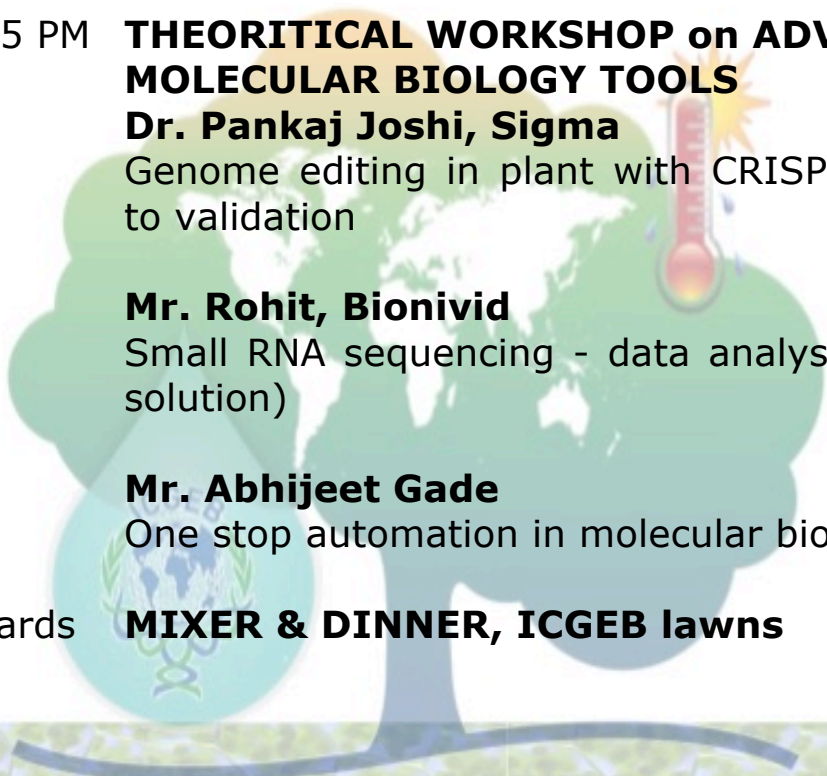 5 PM THEORITICAL WORKSHOP on ADV
MOLECULAR BIOLOGY TOOLS
Dr. Pankaj Joshi, Sigma
Genome editing in plant with CRISP
to validation
Mr. Rohit, Bionivid
Small RNA sequencing - data analys
solution)
Mr. Abhijeet Gade
One stop automation in molecular bio
ards MIXER & DINNER, ICGEB lawns
ICGEB